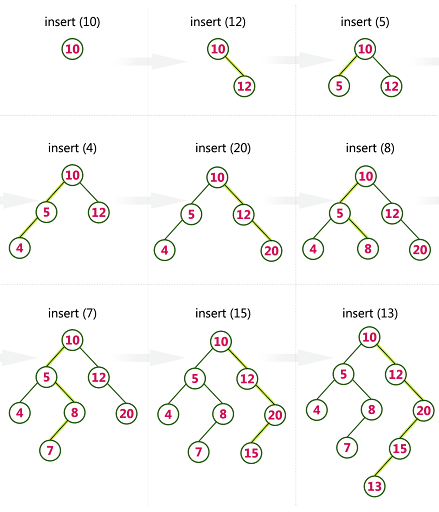 insert (10)
10
insert (12)
10
12
insert (5)
10
5 12
insert (4)
10
5 12
4
insert (20)
10
5 12
4 20
insert (8)
10
5 12
4 8 20
insert (7)
10
5 12
4 8 20
7
insert (15)
10
5 12
4 8 20
7 15
insert (13)
10
5 12
4 8 20
7 15
13